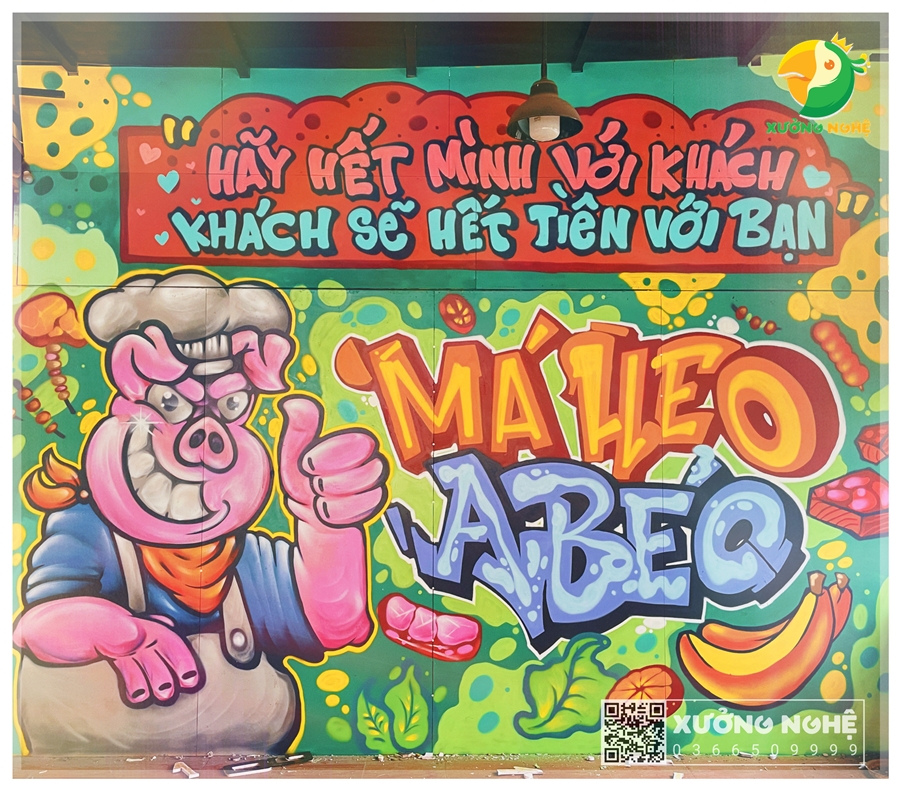 XƯỞNG NGHỆ
"HÃY HẾT MÌNH VỚI KHÁCH
KHÁCH SẼ HẾT TIỀN VỚI BẠN"
MÁ HEO
A BÉO
XƯỞNG NGHỆ
0366509999